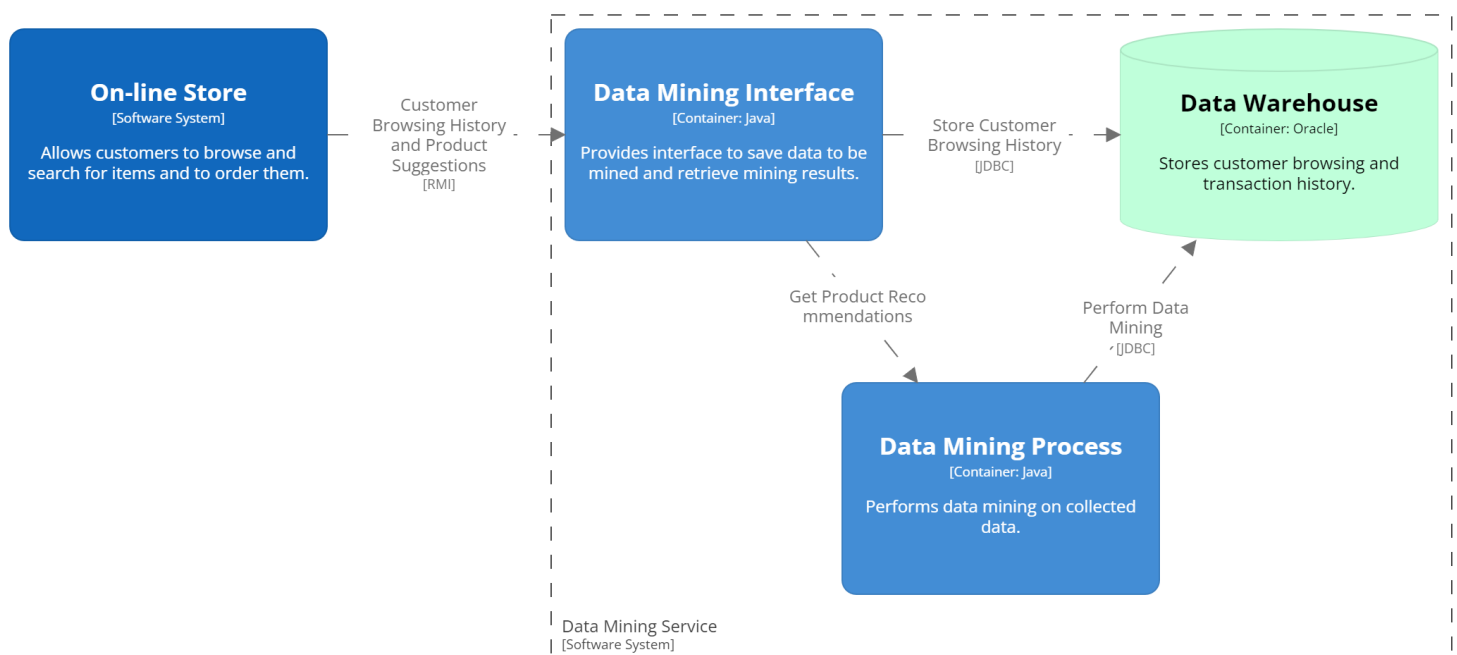 On-line Store
[Software System]
Allows customers to browse and
search for items and to order them.
Customer
Browsing History
and Product
Suggestions
[RMI]
Data Mining Interface
[Container: Java]
Provides interface to save data to be
mined and retrieve mining results.
Store Customer
Browsing History
[JDBC]
Data Warehouse
[Container: Oracle]
Stores customer browsing and
transaction history.
Get Product Reco
mmendations
Perform Data
Mining
[JDBC]
Data Mining Process
[Container: Java]
Performs data mining on collected
data.
Data Mining Service
[Software System]